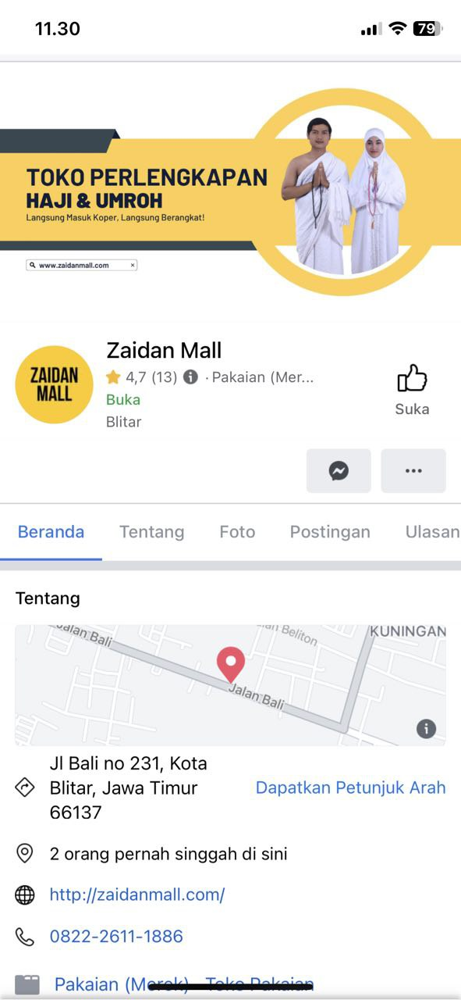 11.30
79
TOKO PERLENGKAPAN
HAJI & UMROH
Langsung Masuk Koper, Langsung Berangkat!
www.zaidanmall.com ×
ZAIDAN
MALL
Zaidan Mall
4,7 (13) · Pakaian (Mer...
Buka
Blitar
Suka
Beranda Tentang Foto Postingan Ulasan
Tentang
Jalan Bali
Beliton
KUNINGAN
Jalan Bali
Jl Bali no 231, Kota
Blitar, Jawa Timur
66137
Dapatkan Petunjuk Arah
2 orang pernah singgah di sini
http://zaidanmall.com/
0822-2611-1886
Pakaian (Merek) · Toko Pakaian